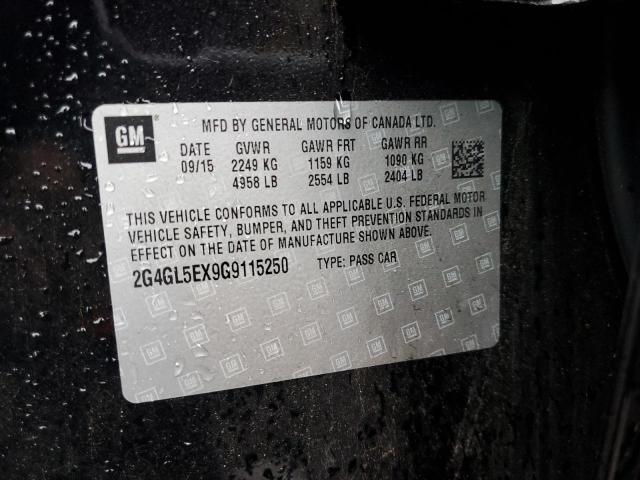 GM
MFD BY GENERAL MOTORS OF CANADA LTD.
DATE GVWR GAWR FRT GAWR RR
09/15 2249 KG 1159 KG 1090 KG
4958 LB 2554 LB 2404 LB
THIS VEHICLE CONFORMS TO ALL APPLICABLE U.S. FEDERAL MOTOR
VEHICLE SAFETY, BUMPER, AND THEFT PREVENTION STANDARDS IN
EFFECT ON THE DATE OF MANUFACTURE SHOWN ABOVE.
2G4GL5EX9G9115250 TYPE: PASS CAR